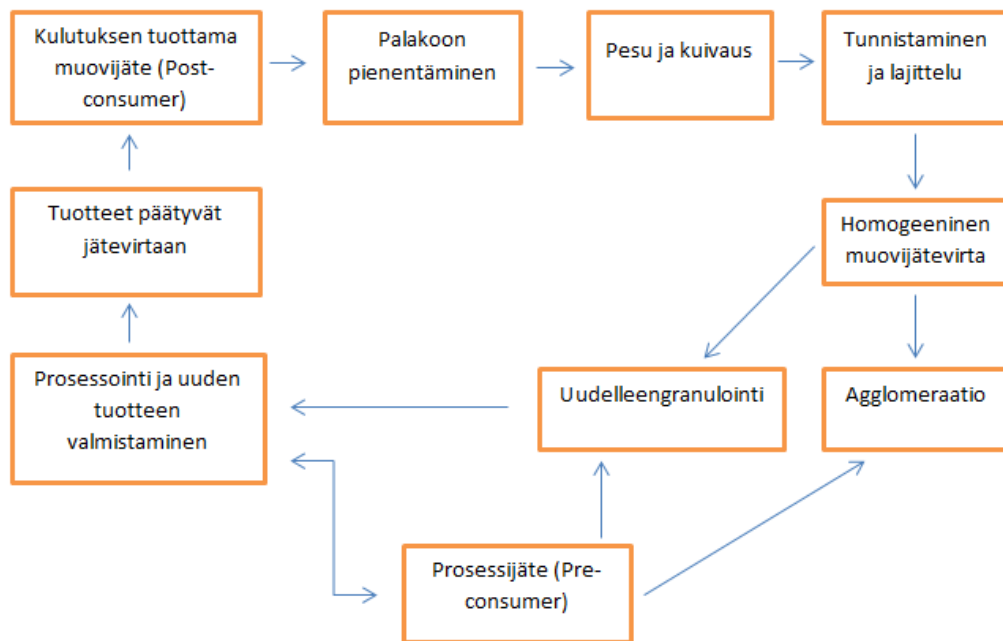 Kulutuksen tuottama
muovijäte (Post-
consumer)
Palakoon
pienentäminen
Pesu ja kuivaus
Tunnistaminen
ja lajittelu
Tuotteet päätyvät
jätevirtaan
Homogeeninen
muovijätevirta
Prosessointi ja uuden
tuotteen
valmistaminen
Uudelleengranulointi
Agglomeraatio
Prosessijäte (Pre-
consumer)